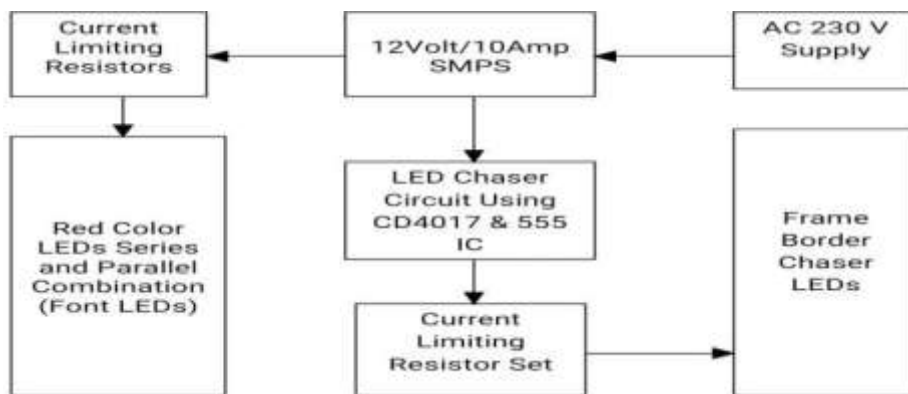 Current
Limiting
Resistors
12Volt/10Amp
SMPS
AC 230 V
Supply
Red Color
LEDs Series
and Parallel
Combination
(Font LEDs)
LED Chaser
Circuit Using
CD4017 & 555
IC
Current
Limiting
Resistor Set
Frame
Border
Chaser
LEDs